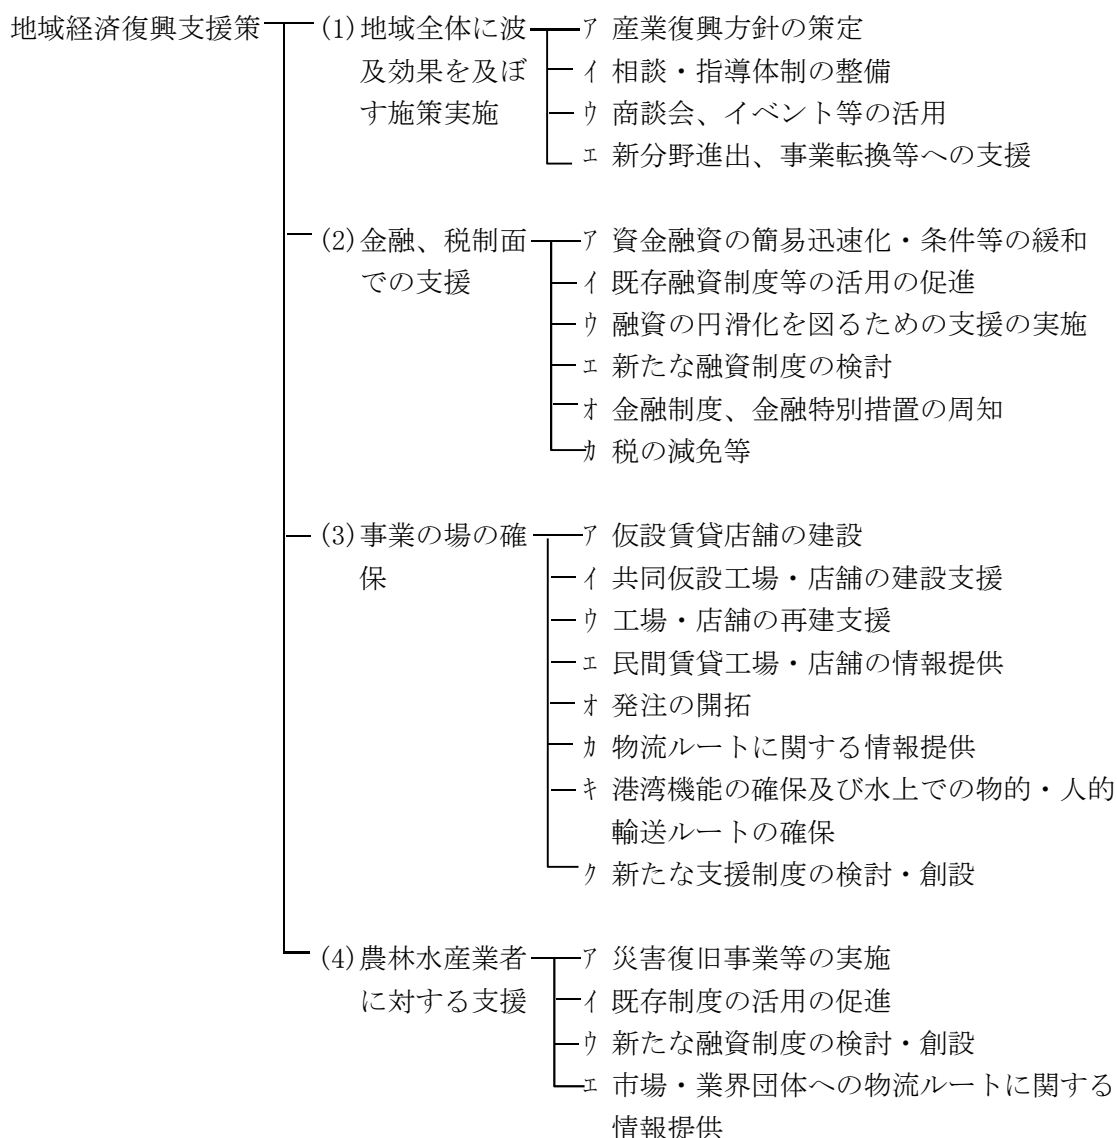 地域経済復興支援策
(1)地域全体に波
及効果を及ぼ
す施策実施
ｱ 産業復興方針の策定
ｲ 相談・指導体制の整備
ｳ 商談会、イベント等の活用
ｴ 新分野進出、事業転換等への支援
(2)金融、税制面
での支援
ｱ 資金融資の簡易迅速化・条件等の緩和
ｲ 既存融資制度等の活用の促進
ｳ 融資の円滑化を図るための支援の実施
ｴ 新たな融資制度の検討
ｵ 金融制度、金融特別措置の周知
ｶ 税の減免等
(3)事業の場の確
保
ｱ 仮設賃貸店舗の建設
ｲ 共同仮設工場・店舗の建設支援
ｳ 工場・店舗の再建支援
ｴ 民間賃貸工場・店舗の情報提供
ｵ 発注の開拓
ｶ 物流ルートに関する情報提供
ｷ 港湾機能の確保及び水上での物的・人的
輸送ルートの確保
ｸ 新たな支援制度の検討・創設
(4)農林水産業者
に対する支援
ｱ 災害復旧事業等の実施
ｲ 既存制度の活用の促進
ｳ 新たな融資制度の検討・創設
ｴ 市場・業界団体への物流ルートに関する
情報提供